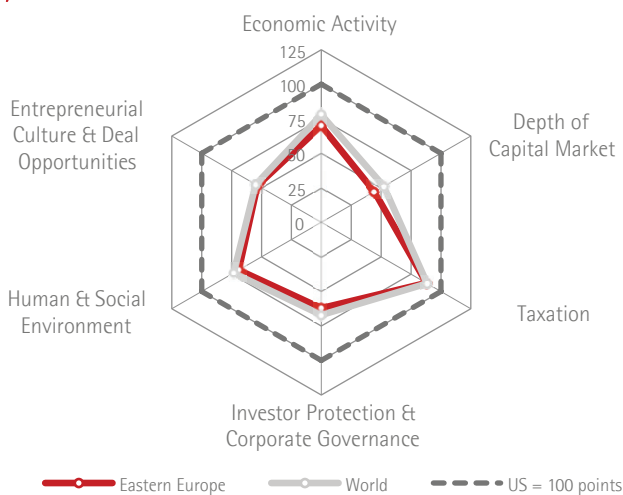 Economic Activity
125
100
75
50
25
0
Entrepreneurial
Culture & Deal
Opportunities
Depth of
Capital Market
Human & Social
Environment
Taxation
Investor Protection &
Corporate Governance
Eastern Europe
World
US = 100 points